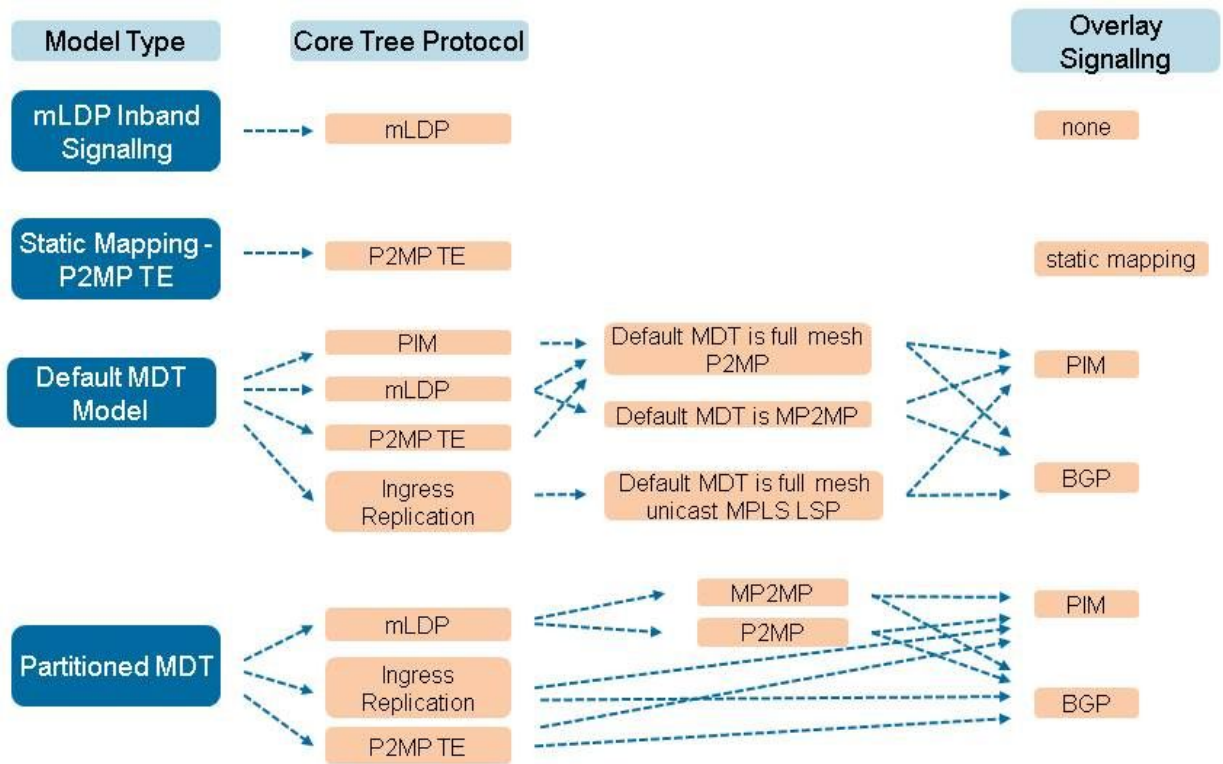 Model Type
Core Tree Protocol
Overlay
Signallng
mLDP Inband
Signallng
mLDP
none
Static Mapping -
P2MP TE
P2MP TE
static mapping
Default MDT
Model
PIM
mLDP
P2MP TE
Ingress
Replication
Default MDT is full mesh
P2MP
Default MDT is MP2MP
Default MDT is full mesh
unicast MPLS LSP
PIM
BGP
Partitioned MDT
mLDP
Ingress
Replication
P2MP TE
MP2MP
P2MP
PIM
BGP